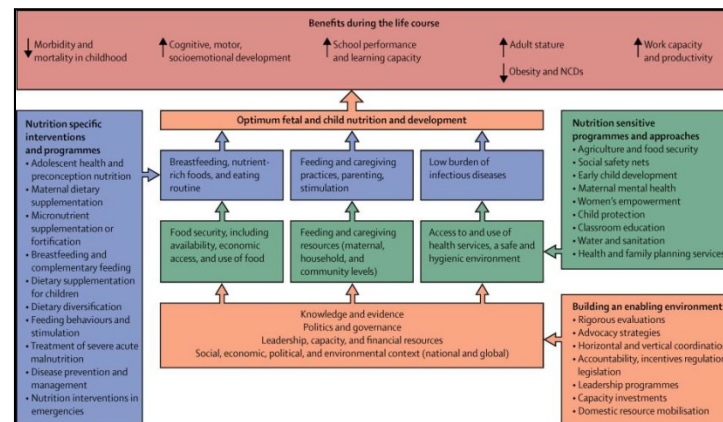 Benefits during the life course
Morbidity and
mortality in childhood
Cognitive, motor,
socioemotional development
School performance
and learning capacity
Adult stature
Obesity and NCDs
Work capacity
and productivity
Optimum fetal and child nutrition and development
Nutrition specific
interventions
and programmes
• Adolescent health and
preconception nutrition
• Maternal dietary
supplementation
• Micronutrient
supplementation or
fortification
• Breastfeeding and
complementary feeding
• Dietary supplementation
for children
• Dietary diversification
• Feeding behaviours and
stimulation
• Treatment of severe acute
malnutrition
• Disease prevention and
management
• Nutrition interventions in
emergencies
Breastfeeding, nutrient-
rich foods, and eating
routine
Feeding and caregiving
practices, parenting,
stimulation
Low burden of
infectious diseases
Food security, including
availability, economic
access, and use of food
Feeding and caregiving
resources (maternal,
household, and
community levels)
Access to and use of
health services, a safe and
hygienic environment
Knowledge and evidence
Politics and governance
Leadership, capacity, and financial resources
Social, economic, political, and environmental context (national and global)
Nutrition sensitive
programmes and approaches
• Agriculture and food security
• Social safety nets
• Early child development
• Maternal mental health
• Women's empowerment
• Child protection
• Classroom education
• Water and sanitation
• Health and family planning services
Building an enabling environment
• Rigorous evaluations
• Advocacy strategies
• Horizontal and vertical coordination
• Accountability, incentives regulation,
legislation
• Leadership programmes
• Capacity investments
• Domestic resource mobilisation